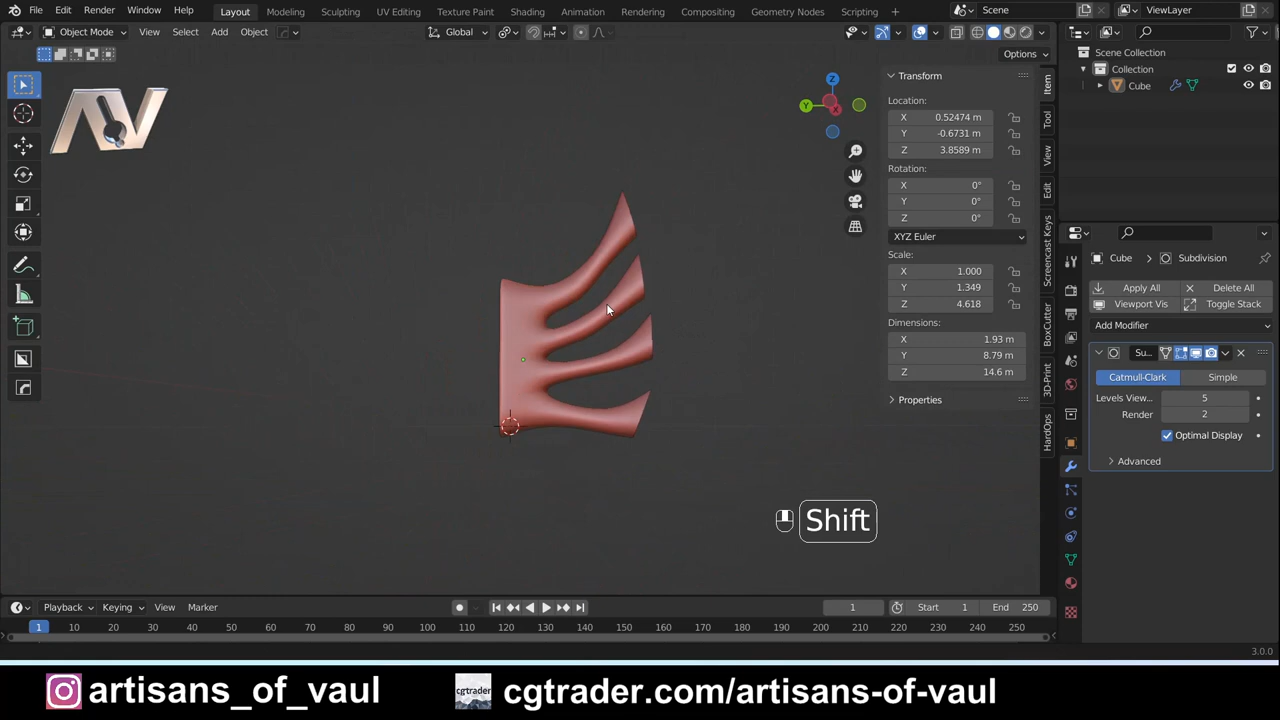 File Edit Render Window Help Layout Modeling Sculpting UV Editing Texture Paint Shading Animation Rendering Compositing Geometry Nodes Scripting + Scene ViewLayer
Object Mode View Select Add Object Global
Options
Scene Collection
Collection
Cube
Transform
Location:
X 0.52474 m
Y -0.6731 m
Z 3.8589 m
Rotation:
X 0°
Y 0°
Z 0°
XYZ Euler
Scale:
X 1.000
Y 1.349
Z 4.618
Dimensions:
X 1.93 m
Y 8.79 m
Z 14.6 m
Properties
Item
Tool
View
Edit
Screencast Keys
BoxCutter
3D-Print
HardOps
Z
Y
X
AV
Cube > Subdivision
Apply All Delete All
Viewport Vis Toggle Stack
Add Modifier
Su...
Catmull-Clark Simple
Levels View... 5
Render 2
Optimal Display
Advanced
Shift
Playback Keying View Marker 1 Start 1 End 250
1 10 20 30 40 50 60 70 80 90 100 110 120 130 140 150 160 170 180 190 200 210 220 230 240 250
3.0.0
artisans_of_vaul cgtrader cgtrader.com/artisans-of-vaul